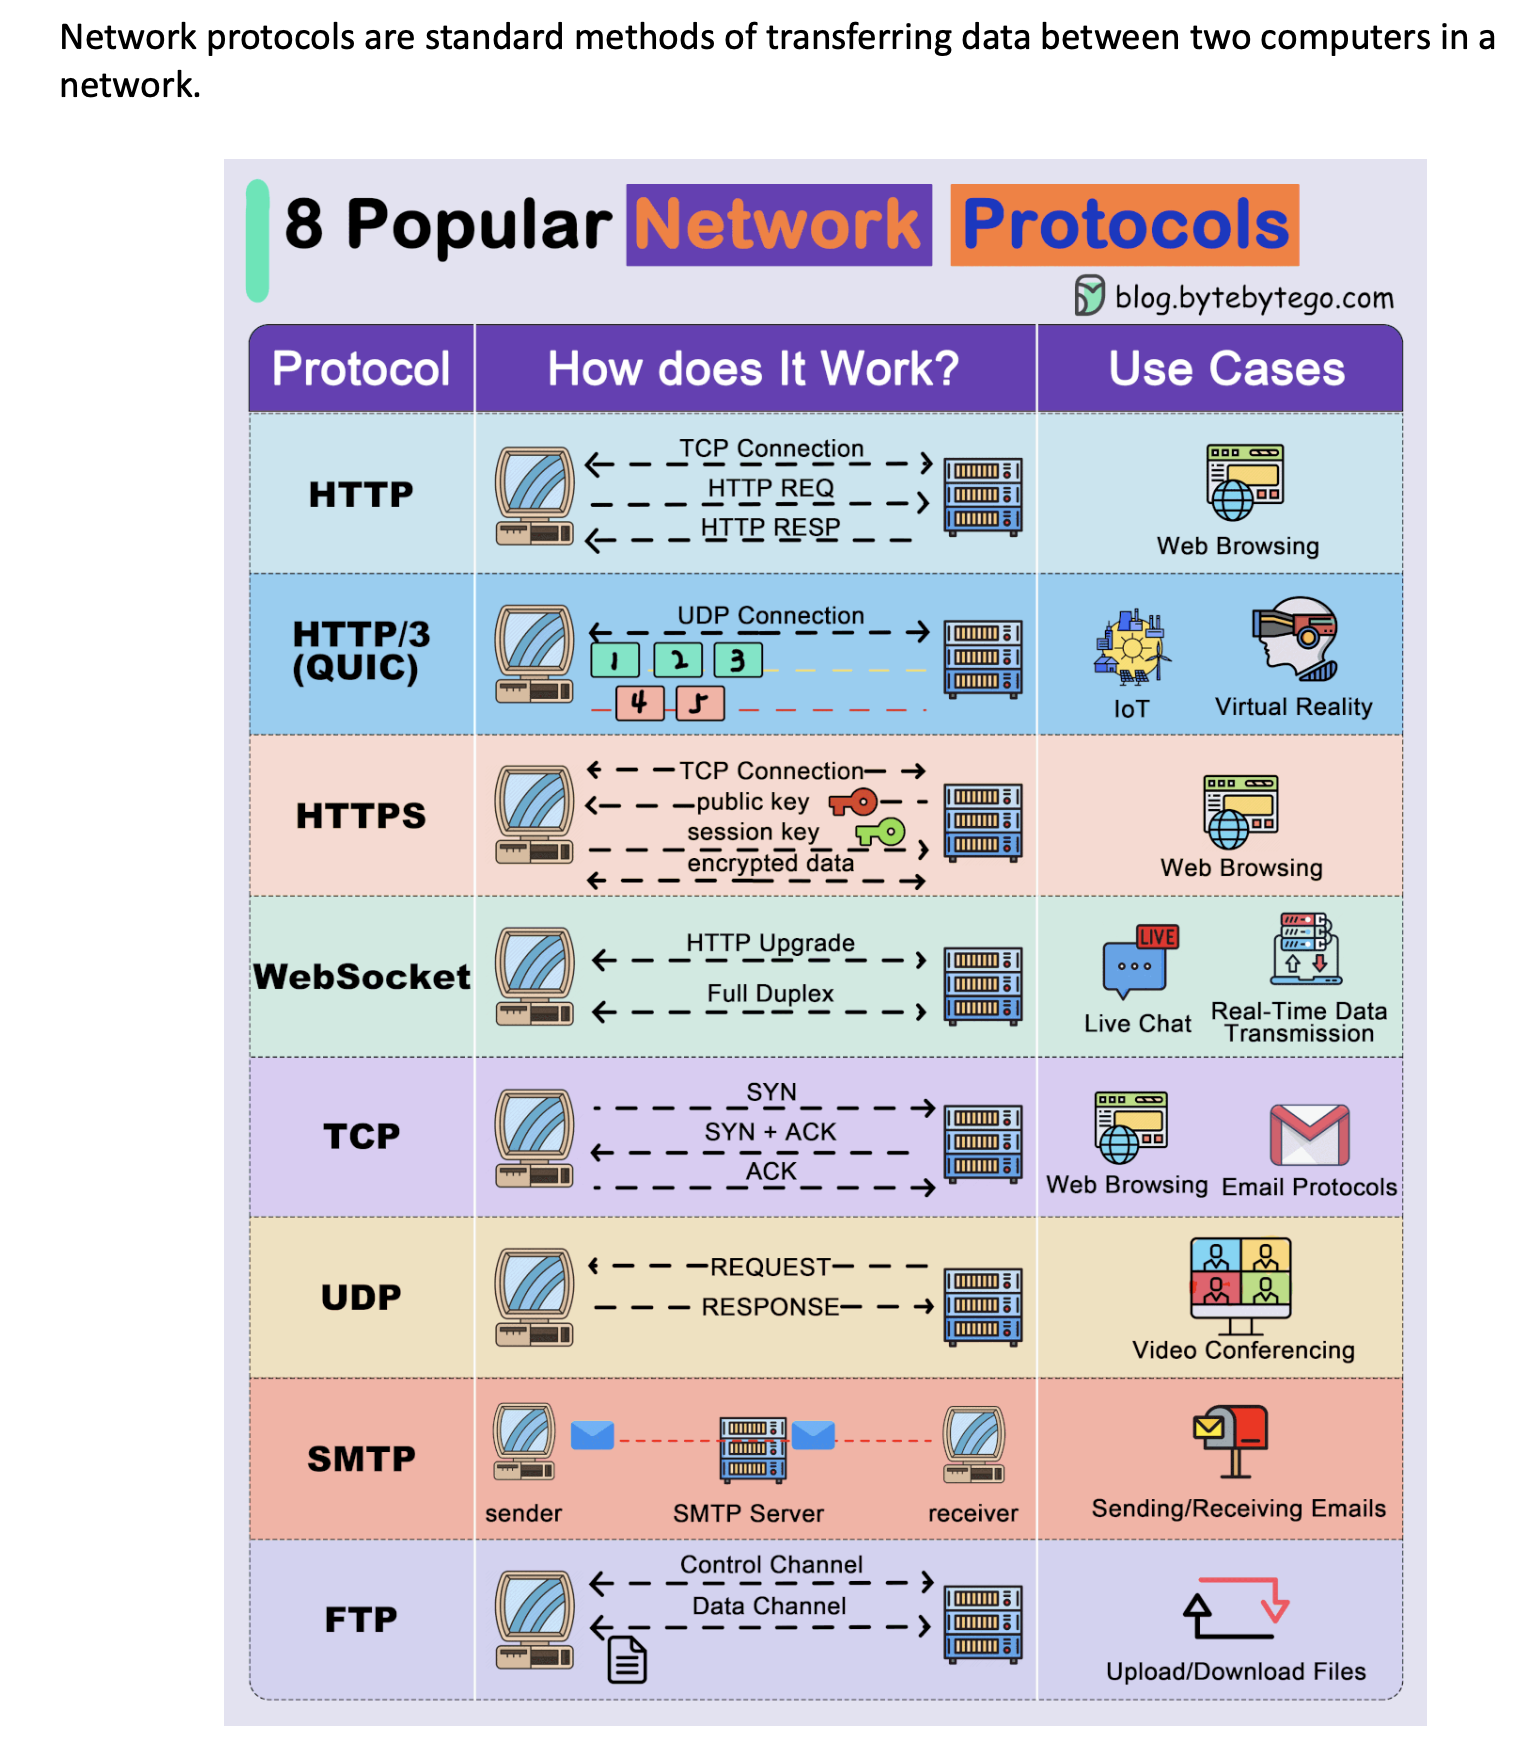 Network protocols are standard methods of transferring data between two computers in a
network.
8 Popular Network Protocols
blog.bytebytego.com
Protocol
How does It Work?
Use Cases
HTTP
TCP Connection
HTTP REQ
HTTP RESP
Web Browsing
HTTP/3
(QUIC)
UDP Connection
1 2 3
4 5
IoT
Virtual Reality
HTTPS
TCP Connection
public key
session key
encrypted data
Web Browsing
WebSocket
HTTP Upgrade
Full Duplex
LIVE
Live Chat
Real-Time Data
Transmission
TCP
SYN
SYN + ACK
ACK
Web Browsing
Email Protocols
UDP
REQUEST
RESPONSE
Video Conferencing
SMTP
sender
SMTP Server
receiver
Sending/Receiving Emails
FTP
Control Channel
Data Channel
Upload/Download Files